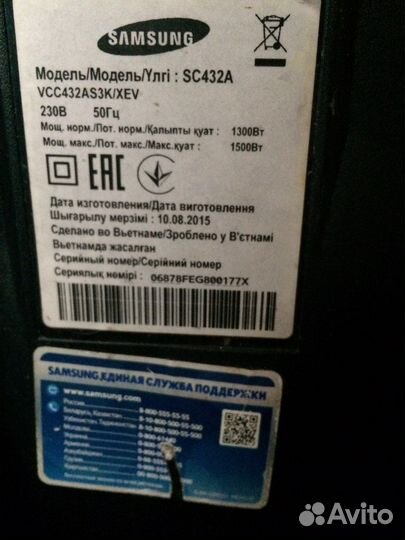 SAMSUNG
Модель/Модель/Үлгі : SC432A
VCC432AS3K/XEV
230В 50Гц
Мощ. норм./Пот. норм./Қалыпты қуат : 1300Вт
Мощ. макс./Пот. макс./Макс.қуат : 1500Вт
EAC
Дата изготовления/Дата виготовлення
Шығарылу мерзімі : 10.08.2015
Сделано во Вьетнаме/Зроблено у В'єтнамі
Вьетнамда жасалған
Серийный номер/Серійний номер
Сериялық нөмірі : 06878FEG800177X
SAMSUNG ЕДИНАЯ СЛУЖБА ПОДДЕРЖКИ
www.samsung.com
Россия 8-800-555-55-55
Беларусь, Казахстан 8-10-800-500-55-500
Узбекистан, Таджикистан 8-10-800-500-55-500
Молдова
Украина
Азербайджан
Кыргызстан
Avito